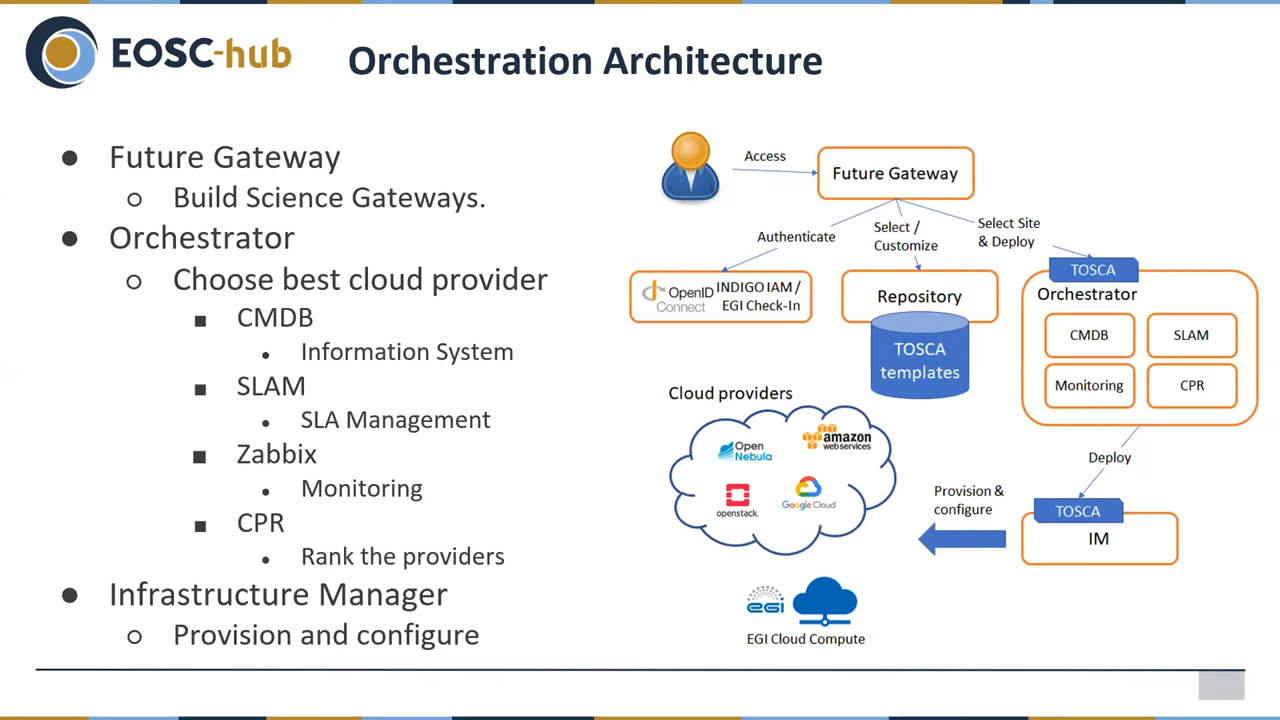 EOSC-hub
Orchestration Architecture
● Future Gateway
○ Build Science Gateways.
● Orchestrator
○ Choose best cloud provider
■ CMDB
● Information System
■ SLAM
● SLA Management
■ Zabbix
● Monitoring
■ CPR
● Rank the providers
● Infrastructure Manager
○ Provision and configure
Access
Future Gateway
Authenticate
Select /
Customize
Select Site
& Deploy
OpenID
Connect
INDIGO IAM /
EGI Check-In
Repository
TOSCA
templates
TOSCA
Orchestrator
CMDB
SLAM
Monitoring
CPR
Cloud providers
Open
Nebula
amazon
web services
openstack.
Google Cloud
Deploy
Provision &
configure
TOSCA
IM
eGI
EGI Cloud Compute